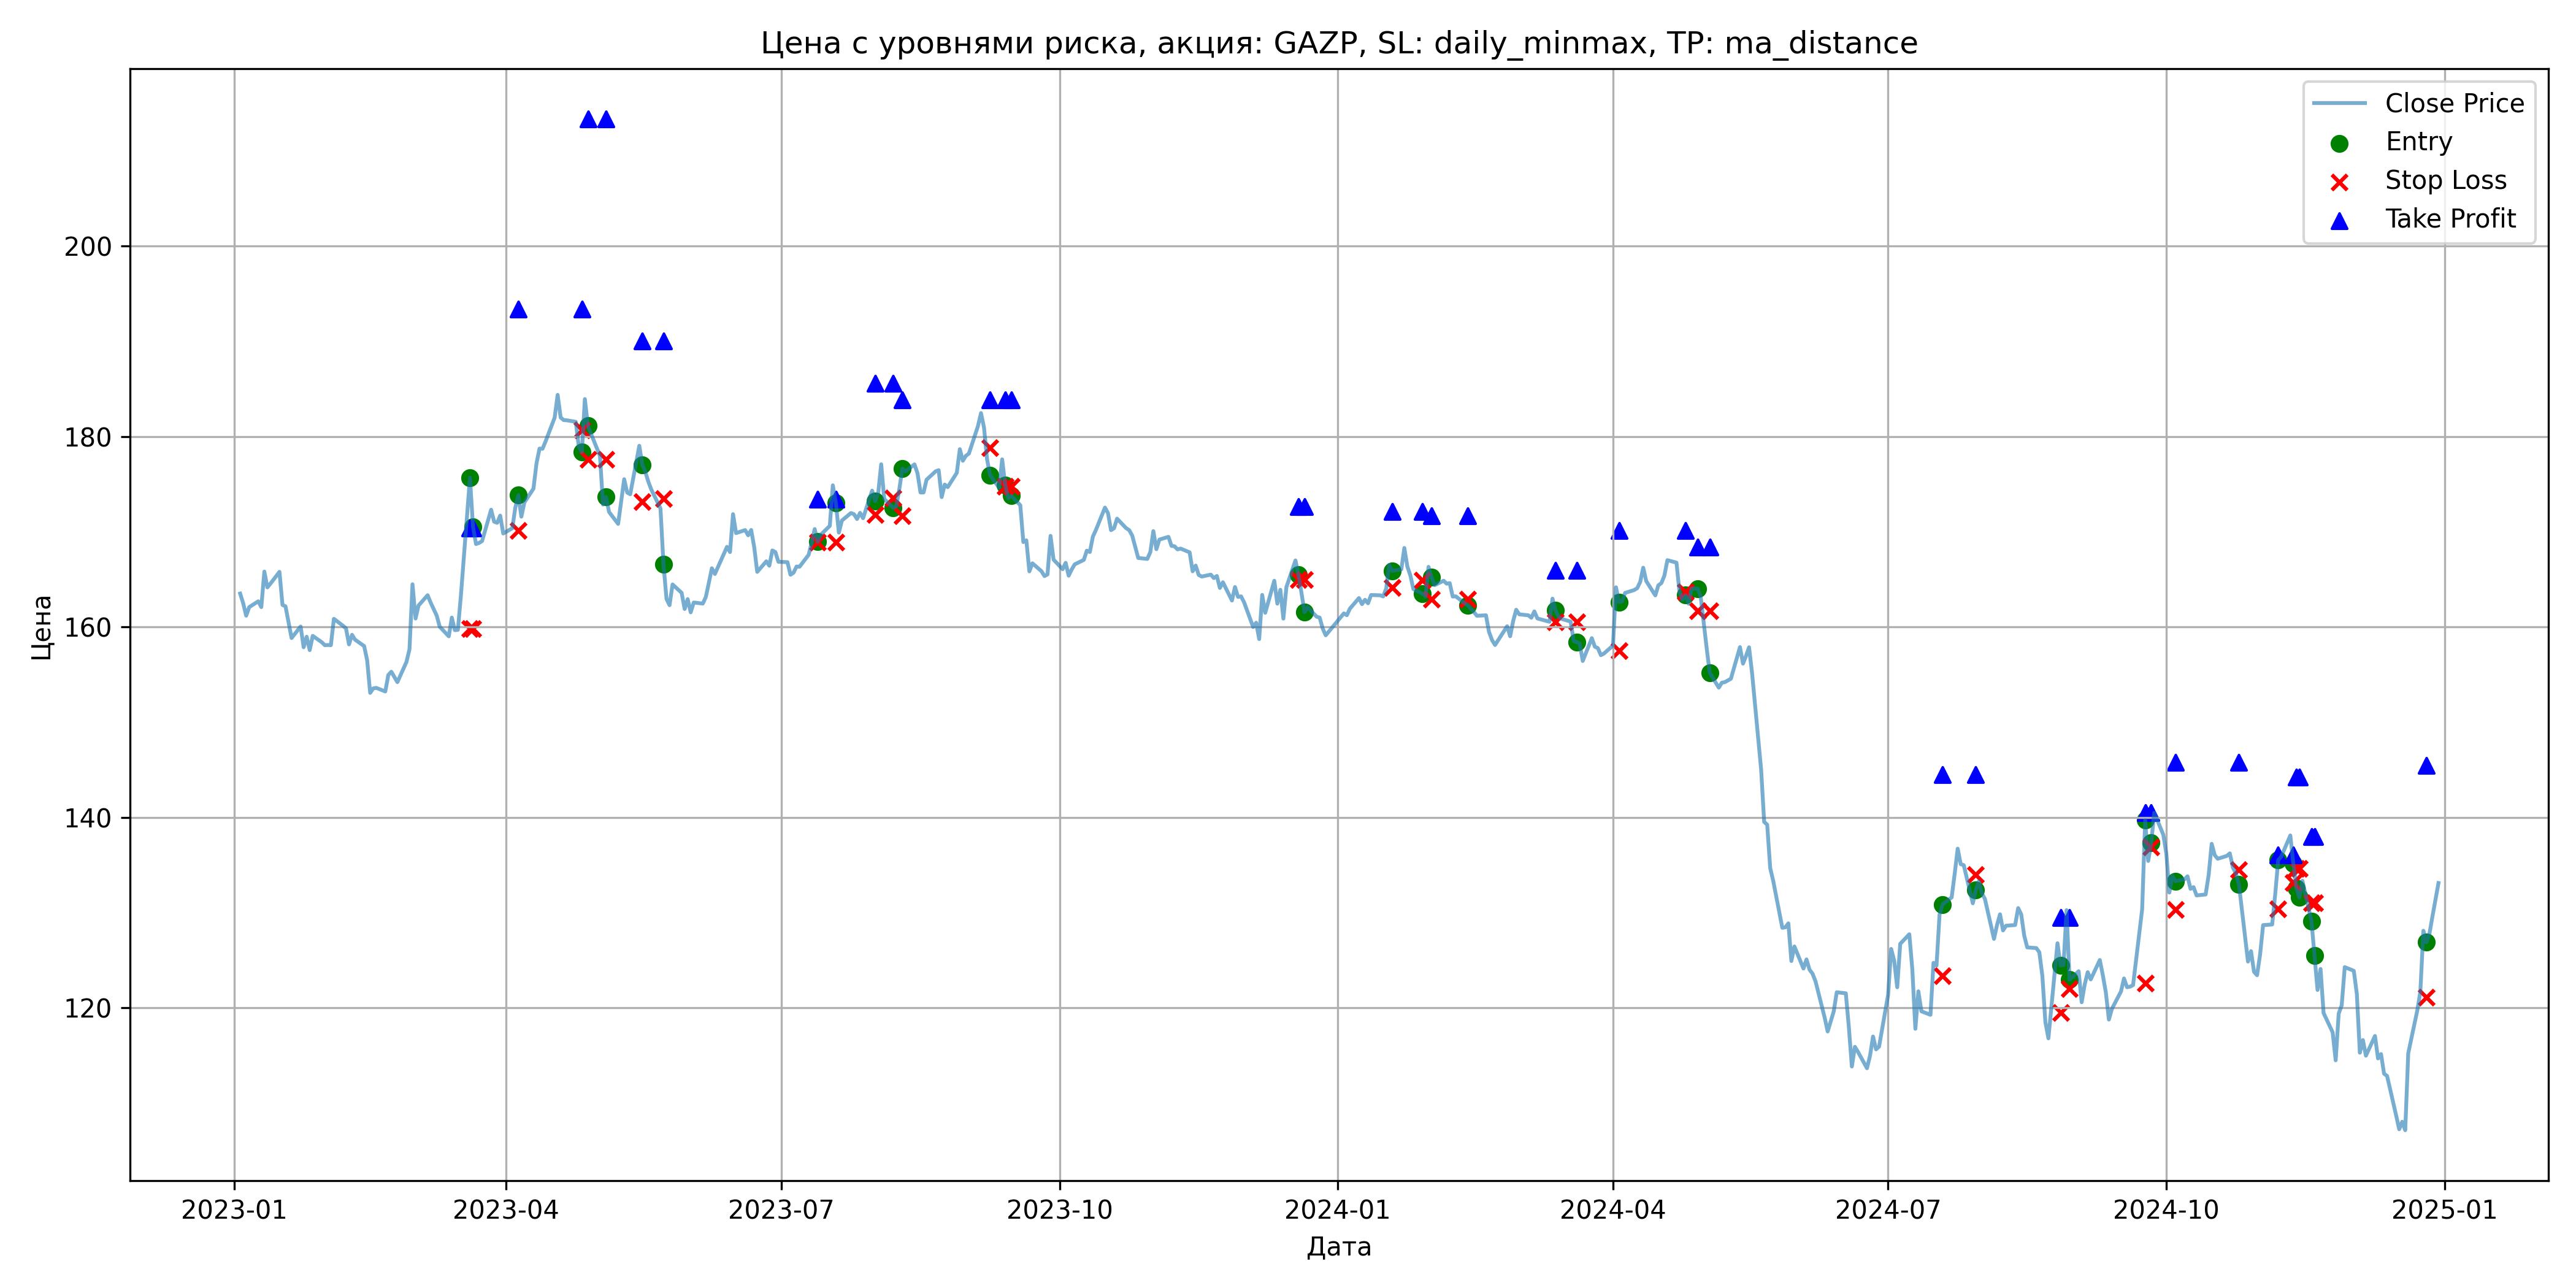 Цена с уровнями риска, акция: GAZP, SL: daily_minmax, TP: ma_distance
Close Price
Entry
Stop Loss
Take Profit
Цена
200
180
160
140
120
2023-01
2023-04
2023-07
2023-10
2024-01
2024-04
2024-07
2024-10
2025-01
Дата